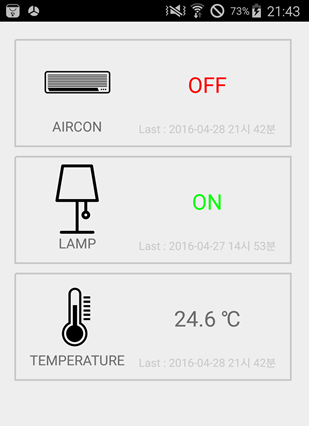 73% 21:43
OFF
AIRCON
Last : 2016-04-28 21시 42분
ON
LAMP
Last : 2016-04-27 14시 53분
24.6 ℃
TEMPERATURE
Last : 2016-04-28 21시 42분